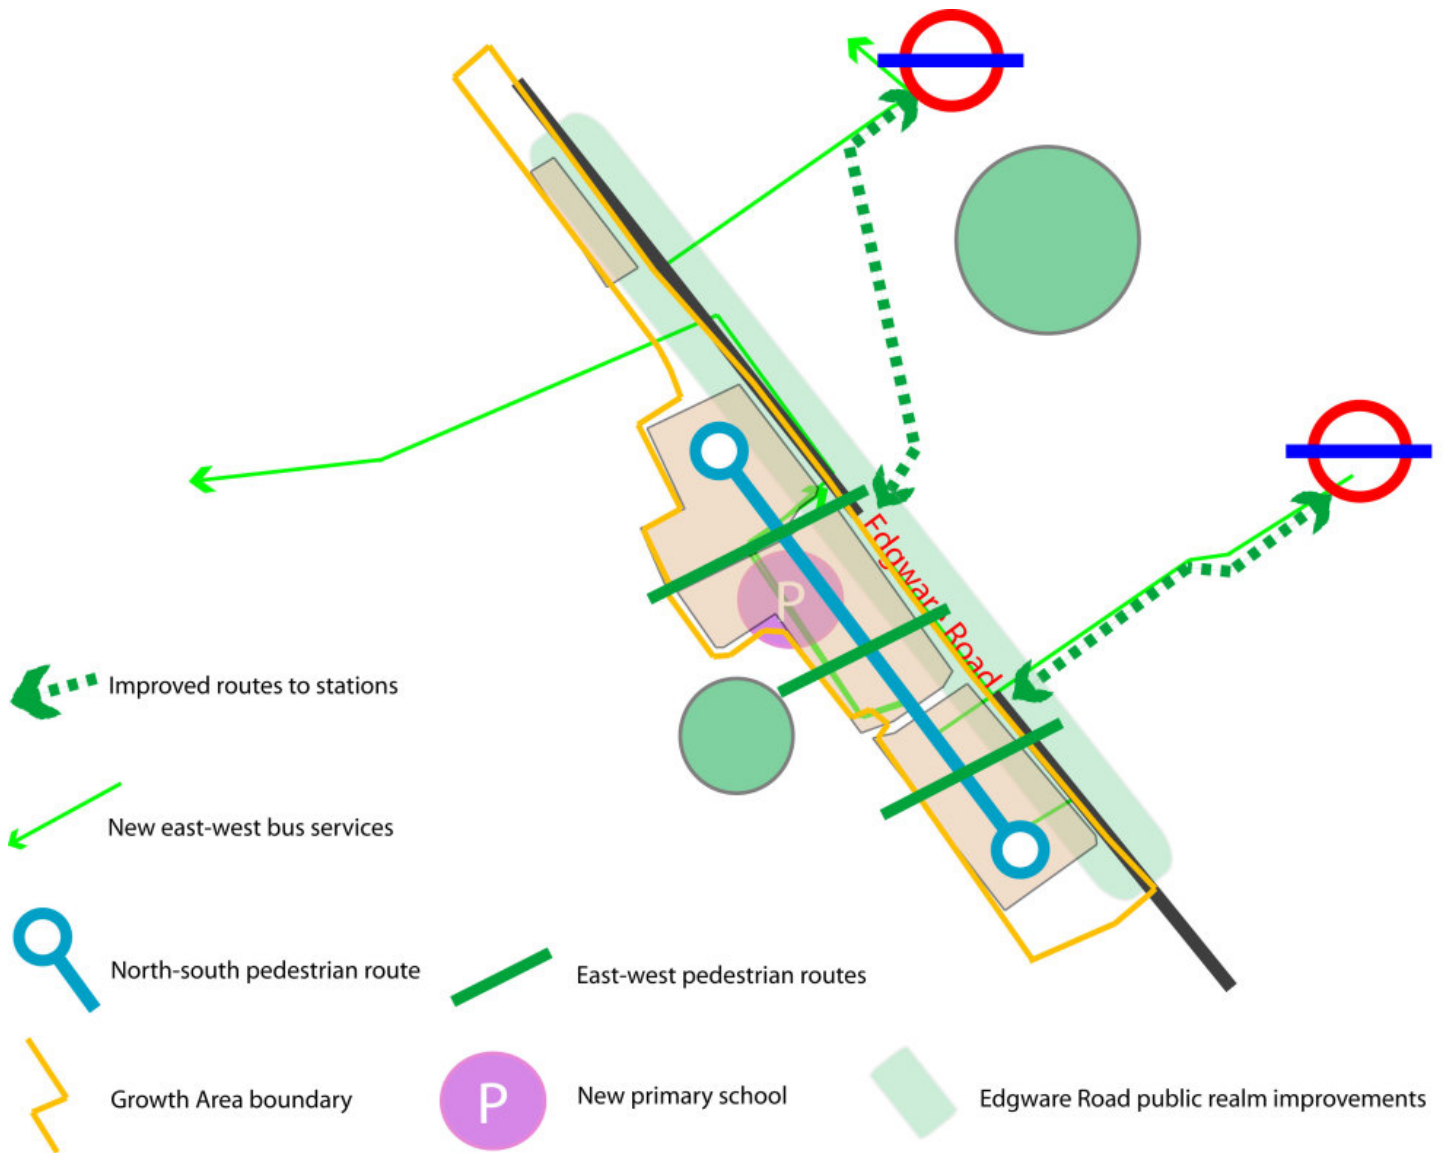 Edgware Road
P
Improved routes to stations
New east-west bus services
North-south pedestrian route
East-west pedestrian routes
Growth Area boundary
P
New primary school
Edgware Road public realm improvements